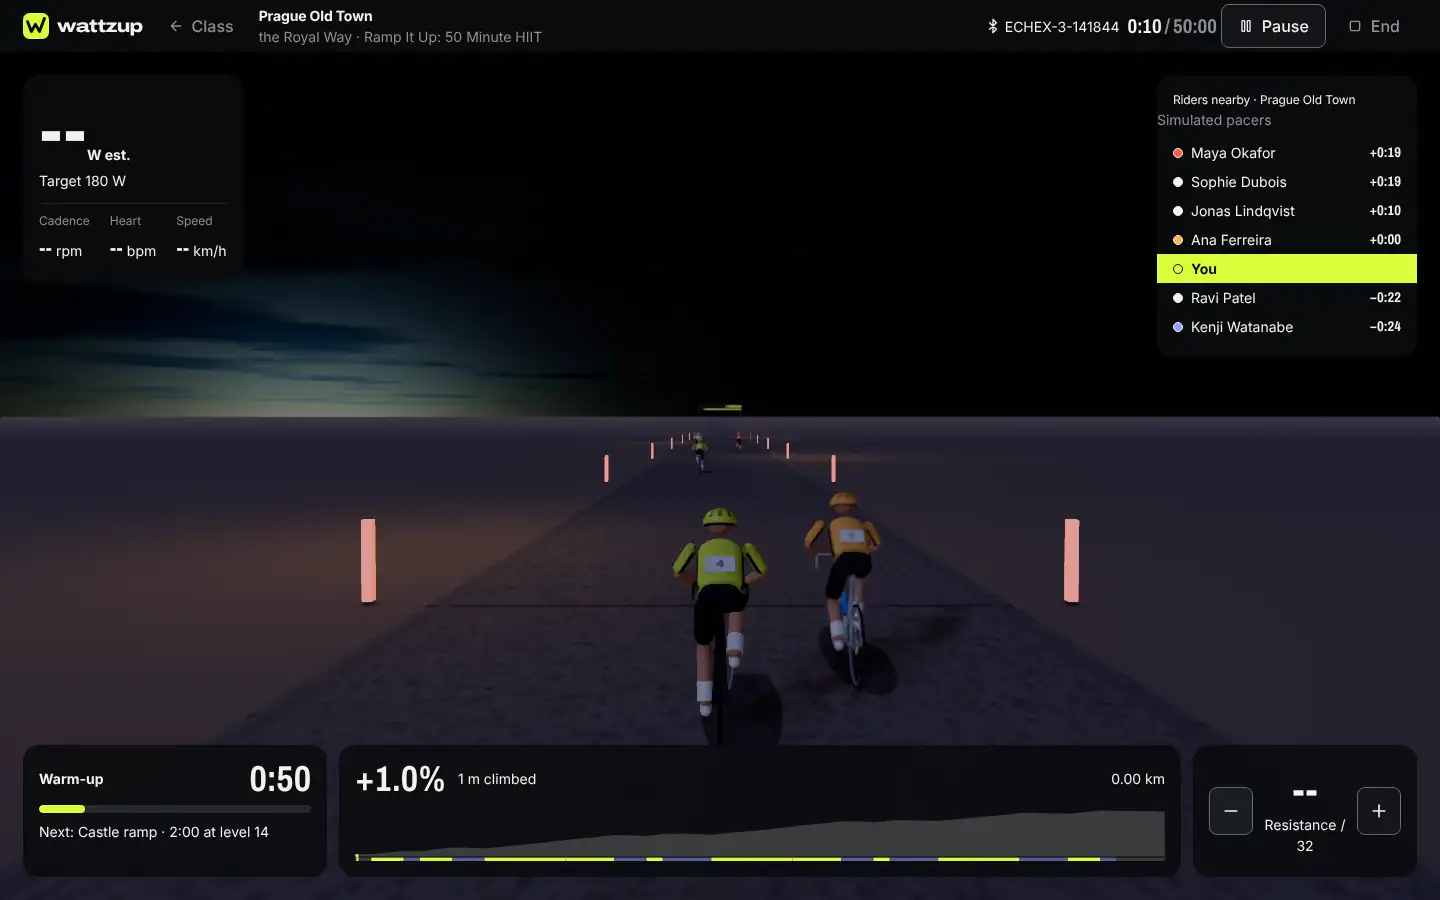 wattzup
Class
Prague Old Town
the Royal Way · Ramp It Up: 50 Minute HIIT
ECHEX-3-141844 0:10 / 50:00
Pause
End
--
W est.
Target 180 W
Cadence Heart Speed
-- rpm -- bpm -- km/h
Riders nearby · Prague Old Town
Simulated pacers
Maya Okafor +0:19
Sophie Dubois +0:19
Jonas Lindqvist +0:10
Ana Ferreira +0:00
You
Ravi Patel −0:22
Kenji Watanabe −0:24
4
Warm-up 0:50
Next: Castle ramp · 2:00 at level 14
+1.0% 1 m climbed 0.00 km
--
Resistance /
32